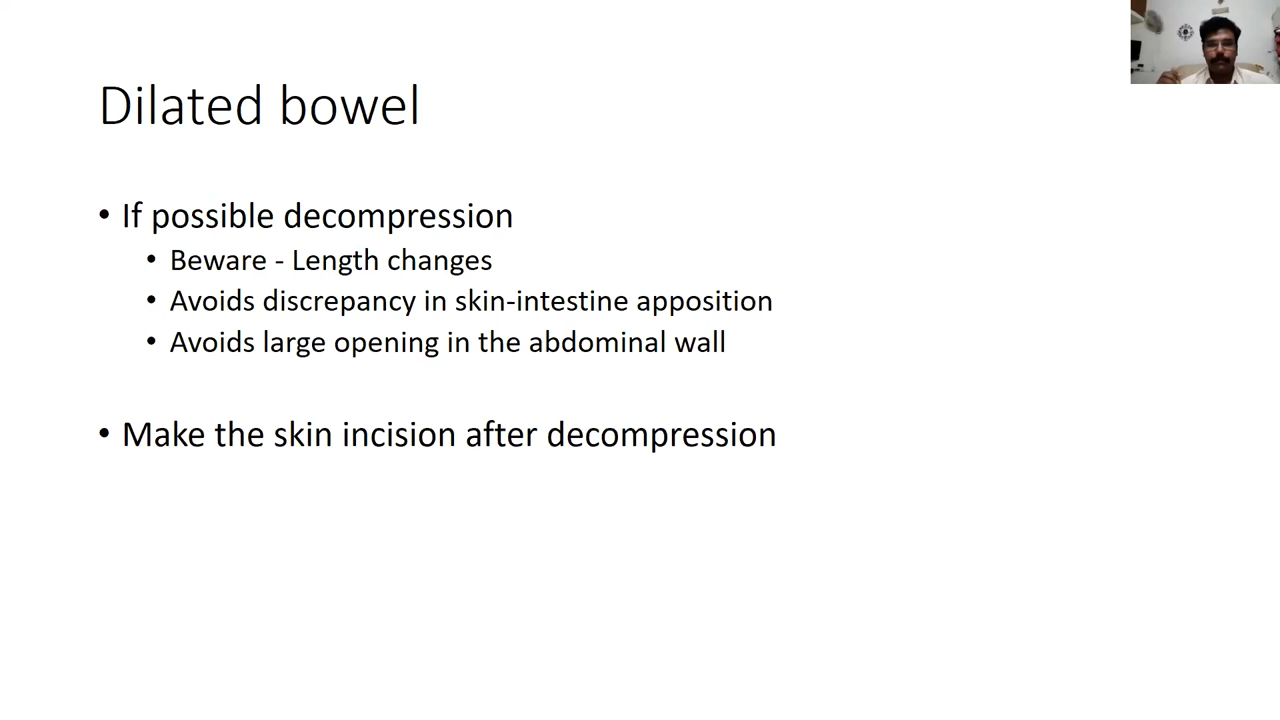 Dilated bowel
• If possible decompression
• Beware - Length changes
• Avoids discrepancy in skin-intestine apposition
• Avoids large opening in the abdominal wall
• Make the skin incision after decompression